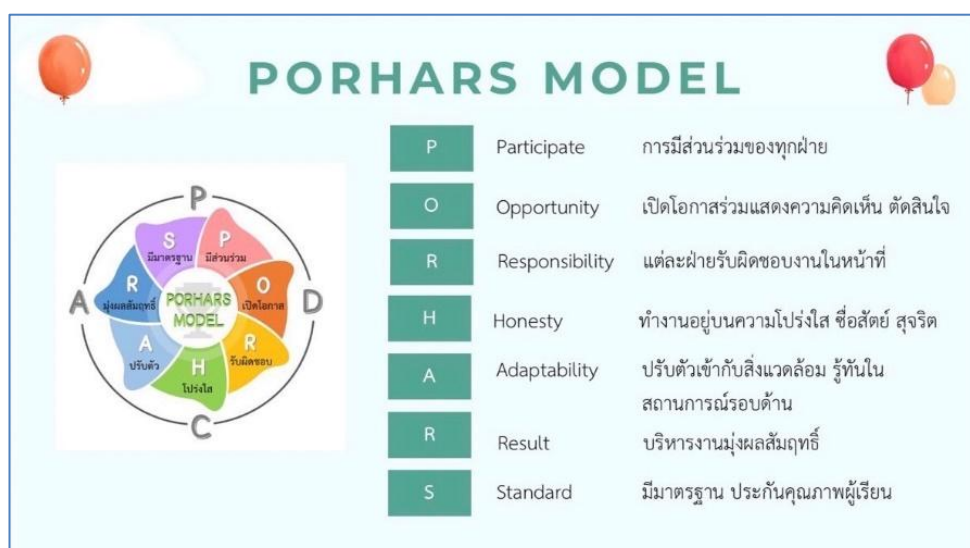 PORHARS MODEL
P Participate การมีส่วนร่วมของทุกฝ่าย
O Opportunity เปิดโอกาสร่วมแสดงความคิดเห็น ตัดสินใจ
R Responsibility แต่ละฝ่ายรับผิดชอบงานในหน้าที่
H Honesty ทำงานอยู่บนความโปร่งใส ซื่อสัตย์ สุจริต
A Adaptability ปรับตัวเข้ากับสิ่งแวดล้อม รู้ทันใน
สถานการณ์รอบด้าน
R Result บริหารงานมุ่งผลสัมฤทธิ์
S Standard มีมาตรฐาน ประกันคุณภาพผู้เรียน
P
D
C
A
P
มีส่วนร่วม
O
เปิดโอกาส
R
รับผิดชอบ
H
โปร่งใส
A
ปรับตัว
R
มุ่งผลสัมฤทธิ์
S
มีมาตรฐาน
PORHARS
MODEL